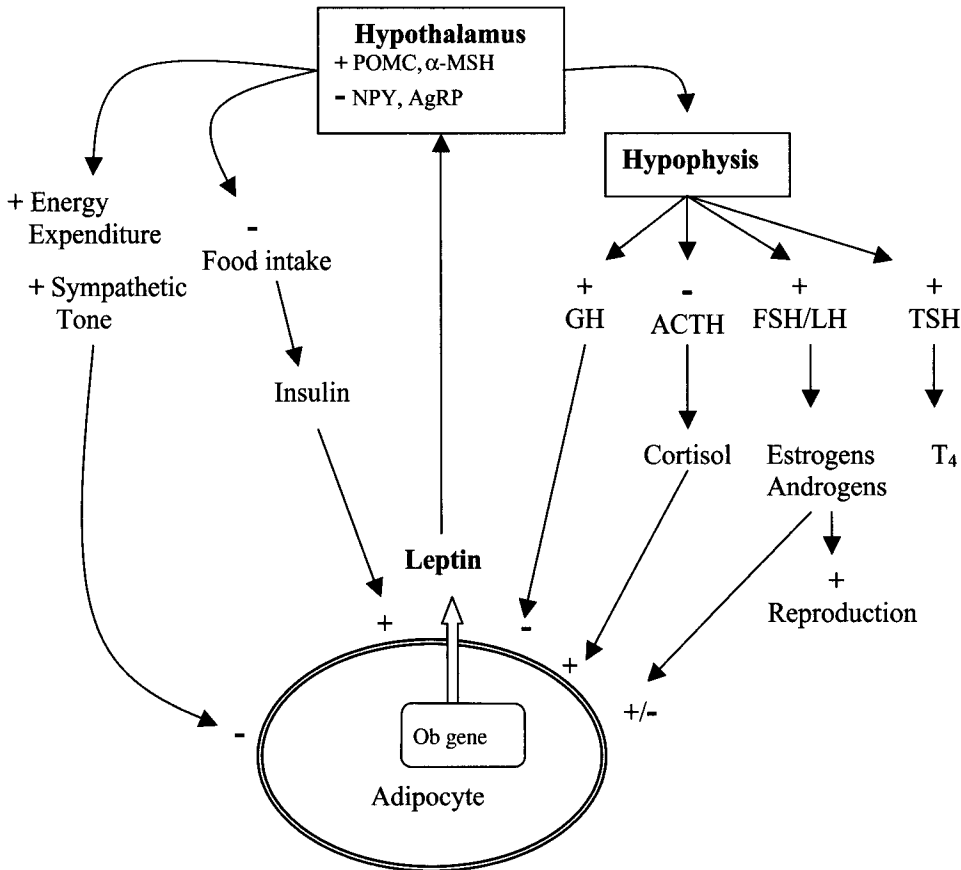 Hypothalamus
+ POMC, α-MSH
- NPY, AgRP
Hypophysis
+ Energy
Expenditure
+ Sympathetic
Tone
-
Food intake
Insulin
+
GH
-
ACTH
+
FSH/LH
+
TSH
Cortisol
Estrogens
Androgens
T₄
+
Reproduction
Leptin
+
-
+
+/-
-
Ob gene
Adipocyte